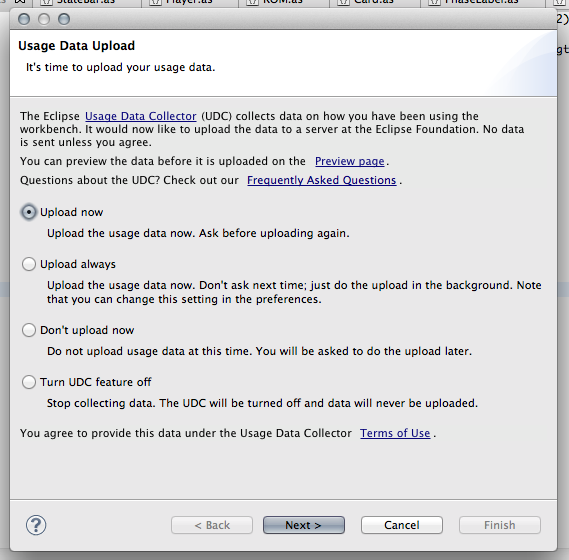 StateBar.as Player.as ROM.as Card.as PhaseLabel.as
Usage Data Upload
It's time to upload your usage data.
The Eclipse Usage Data Collector (UDC) collects data on how you have been using the
workbench. It would now like to upload the data to a server at the Eclipse Foundation. No data
is sent unless you agree.
You can preview the data before it is uploaded on the Preview page.
Questions about the UDC? Check out our Frequently Asked Questions.
Upload now
Upload the usage data now. Ask before uploading again.
Upload always
Upload the usage data now. Don't ask next time; just do the upload in the background. Note
that you can change this setting in the preferences.
Don't upload now
Do not upload usage data at this time. You will be asked to do the upload later.
Turn UDC feature off
Stop collecting data. The UDC will be turned off and data will never be uploaded.
You agree to provide this data under the Usage Data Collector Terms of Use.
? < Back Next > Cancel Finish